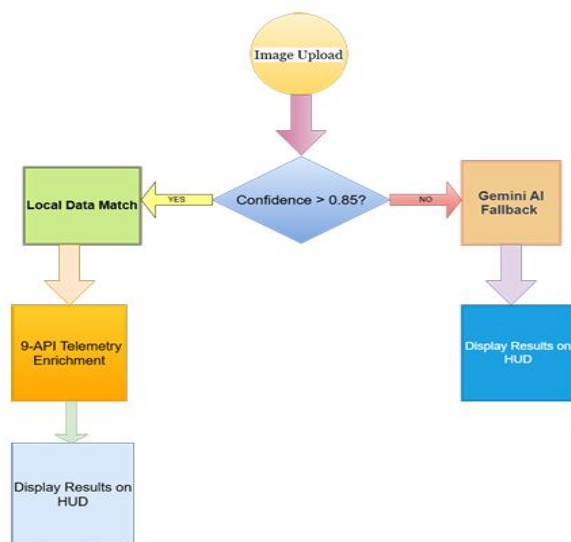 Image Upload
Confidence > 0.85?
YES
NO
Local Data Match
Gemini AI
Fallback
9-API Telemetry
Enrichment
Display Results on
HUD
Display Results on
HUD